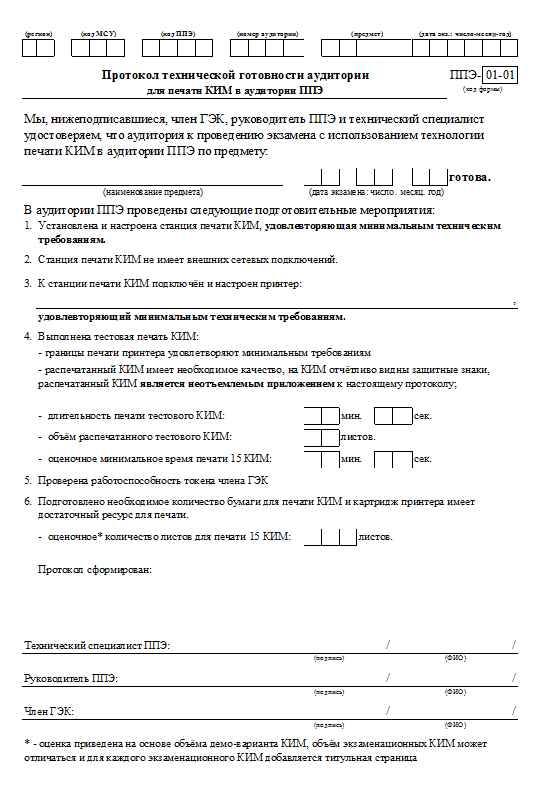 (регион) (код МСУ) (код ППЭ) (номер аудитории) (предмет) (дата экз.: число-месяц-год)
Протокол технической готовности аудитории
для печати КИМ в аудитории ППЭ
ППЭ- 01-01
(код формы)
Мы, нижеподписавшиеся, член ГЭК, руководитель ППЭ и технический специалист
удостоверяем, что аудитория к проведению экзамена с использованием технологии
печати КИМ в аудитории ППЭ по предмету:
готова.
(наименование предмета) (дата экзамена: число. месяц. год)
В аудитории ППЭ проведены следующие подготовительные мероприятия:
1. Установлена и настроена станция печати КИМ, удовлевторяющая минимальным техническим
требованиям.
2. Станция печати КИМ не имеет внешних сетевых подключений.
3. К станции печати КИМ подключён и настроен принтер:
,
удовлевторяющий минимальным техническим требованиям.
4. Выполнена тестовая печать КИМ:
- границы печати принтера удовлетворяют минимальным требованиям
- распечатанный КИМ имеет необходимое качество, на КИМ отчётливо видны защитные знаки,
распечатанный КИМ является неотъемлемым приложением к настоящему протоколу;
- длительность печати тестового КИМ: мин. сек.
- объём распечатанного тестового КИМ: листов.
- оценочное минимальное время печати 15 КИМ: мин. сек.
5. Проверена работоспособность токена члена ГЭК
6. Подготовлено необходимое количество бумаги для печати КИМ и картридж принтера имеет
достаточный ресурс для печати.
- оценочное* количество листов для печати 15 КИМ: листов.
Протокол сформирован:
Технический специалист ППЭ: / /
(подпись) (ФИО)
Руководитель ППЭ: / /
(подпись) (ФИО)
Член ГЭК: / /
(подпись) (ФИО)
* - оценка приведена на основе объёма демо-варианта КИМ, объём экзаменационных КИМ может
отличаться и для каждого экзаменационного КИМ добавляется титульная страница